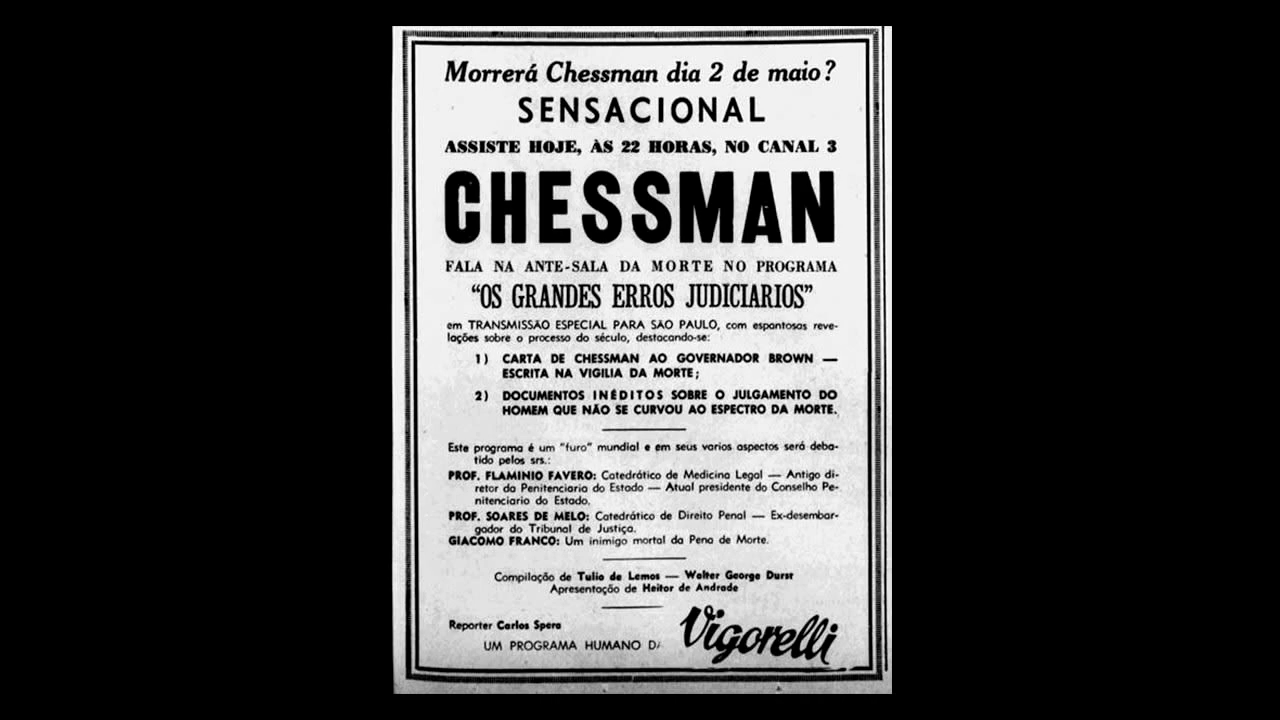 Morrerá Chessman dia 2 de maio?
SENSACIONAL
ASSISTE HOJE, ÀS 22 HORAS, NO CANAL 3
CHESSMAN
FALA NA ANTE-SALA DA MORTE NO PROGRAMA
"OS GRANDES ERROS JUDICIARIOS"
em TRANSMISSÃO ESPECIAL PARA SÃO PAULO, com espantosas reve-
lações sobre o processo do século, destacando-se:
1) CARTA DE CHESSMAN AO GOVERNADOR BROWN —
ESCRITA NA VIGILIA DA MORTE;
2) DOCUMENTOS INÉDITOS SOBRE O JULGAMENTO DO
HOMEM QUE NÃO SE CURVOU AO ESPECTRO DA MORTE.
Este programa é um "furo" mundial e em seus varios aspectos será deba-
tido pelos srs.:
PROF. FLAMINIO FAVERO: Catedrático de Medicina Legal — Antigo di-
retor da Penitenciaria do Estado — Atual presidente do Conselho Pe-
nitenciario do Estado.
PROF. SOARES DE MELO: Catedrático de Direito Penal — Ex-desembar-
gador do Tribunal de Justiça.
GIACOMO FRANCO: Um inimigo mortal da Pena de Morte.
Compilação de Tulio de Lemos — Walter George Durst
Apresentação de Heitor de Andrade
Reporter Carlos Spera
UM PROGRAMA HUMANO DA
Vigorelli